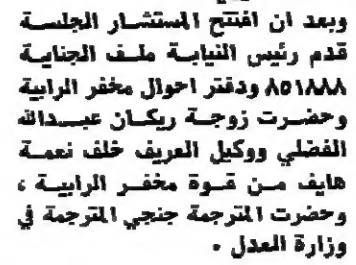 وبعد ان افتتح المستشار الجلسة
قدم رئيس النيابة ملف الجناية
٨٥١٨٨٨ ودفتر احوال مخفر الرابية
وحضرت زوجة ريكان عبدالله
الفضلي ووكيل العريف خلف نعمة
هايف من قوة مخفر الرابية ،
وحضرت المترجمة جنجي المترجمة في
وزارة العدل .